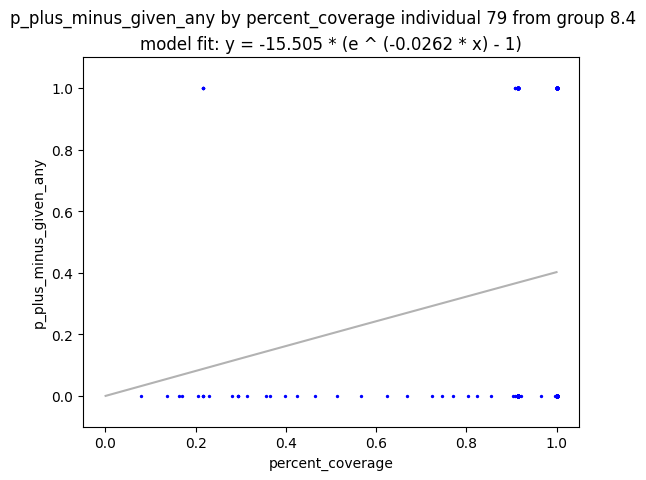 p_plus_minus_given_any by percent_coverage individual 79 from group 8.4
model fit: y = -15.505 * (e ^ (-0.0262 * x) - 1)
1.0
0.8
0.6
0.4
0.2
0.0
p_plus_minus_given_any
0.0 0.2 0.4 0.6 0.8 1.0
percent_coverage